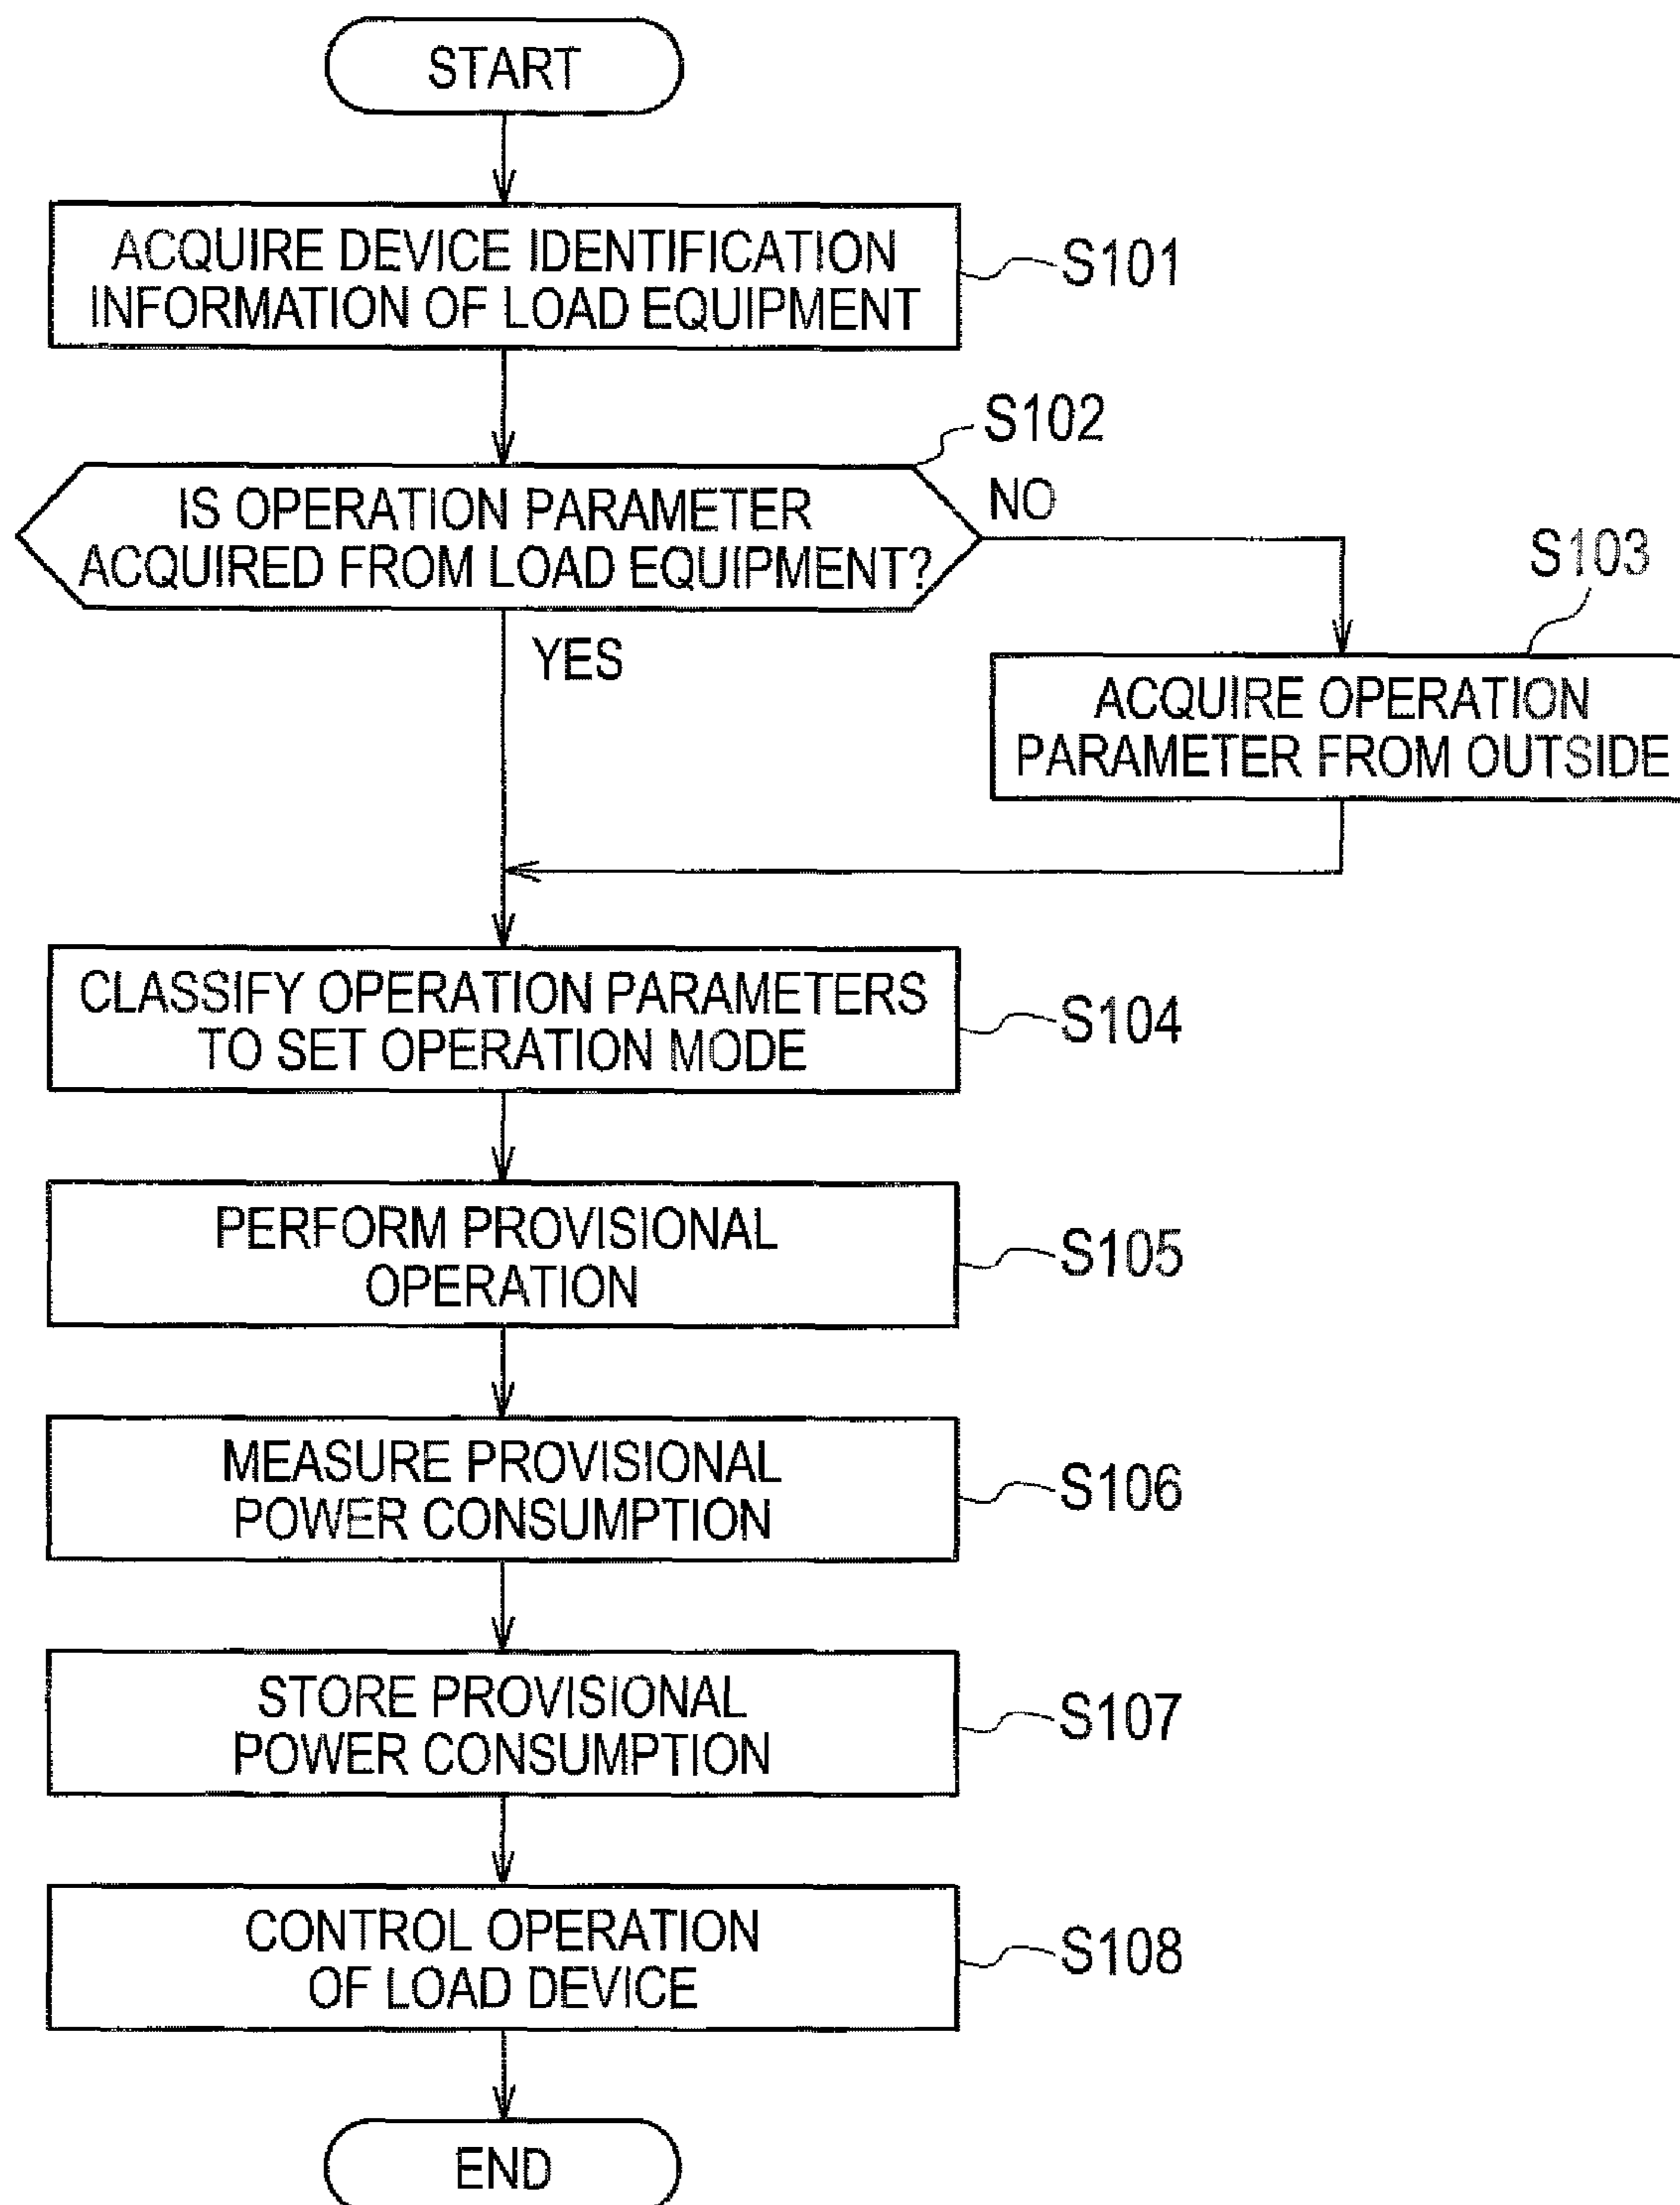 START
ACQUIRE DEVICE IDENTIFICATION
INFORMATION OF LOAD EQUIPMENT
S101
S102
IS OPERATION PARAMETER
ACQUIRED FROM LOAD EQUIPMENT?
NO
S103
YES
ACQUIRE OPERATION
PARAMETER FROM OUTSIDE
CLASSIFY OPERATION PARAMETERS
TO SET OPERATION MODE
S104
PERFORM PROVISIONAL
OPERATION
S105
MEASURE PROVISIONAL
POWER CONSUMPTION
S106
STORE PROVISIONAL
POWER CONSUMPTION
S107
CONTROL OPERATION
OF LOAD DEVICE
S108
END